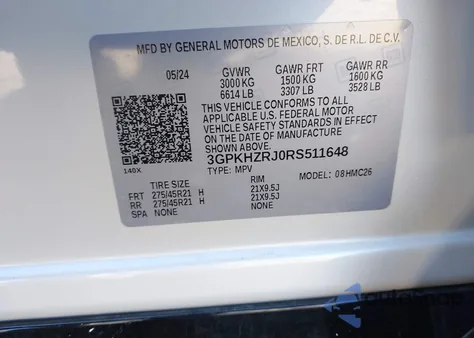 MFD BY GENERAL MOTORS DE MEXICO, S. DE R.L. DE C.V.
05/24 GVWR GAWR FRT GAWR RR
3000 KG 1500 KG 1600 KG
6614 LB 3307 LB 3528 LB
THIS VEHICLE CONFORMS TO ALL
APPLICABLE U.S. FEDERAL MOTOR
VEHICLE SAFETY STANDARDS IN EFFECT
ON THE DATE OF MANUFACTURE
SHOWN ABOVE.
140X
3GPKHZRJ0RS511648
TYPE: MPV MODEL: 08HMC26
TIRE SIZE RIM
FRT 275/45R21 H 21X9.5J
RR 275/45R21 H 21X9.5J
SPA NONE NONE